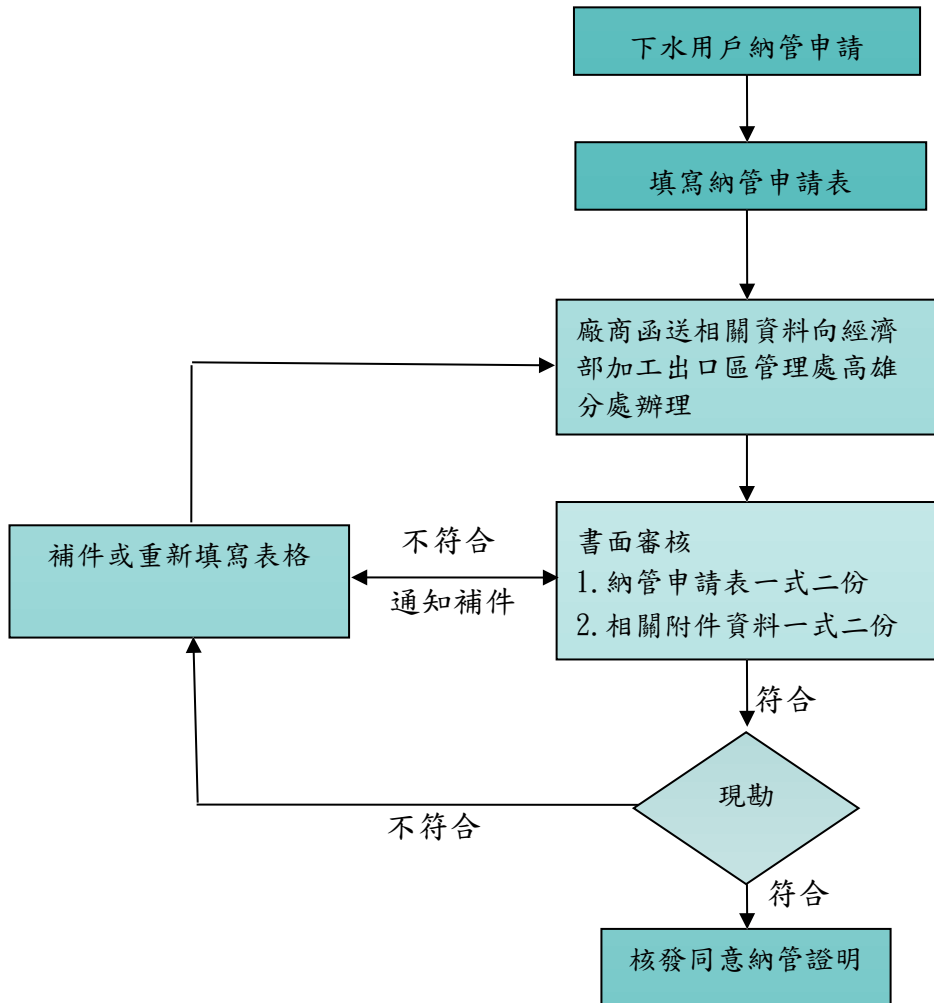 下水用戶納管申請
填寫納管申請表
廠商函送相關資料向經濟
部加工出口區管理處高雄
分處辦理
補件或重新填寫表格
不符合
通知補件
書面審核
1.納管申請表一式二份
2.相關附件資料一式二份
符合
現勘
不符合
符合
核發同意納管證明